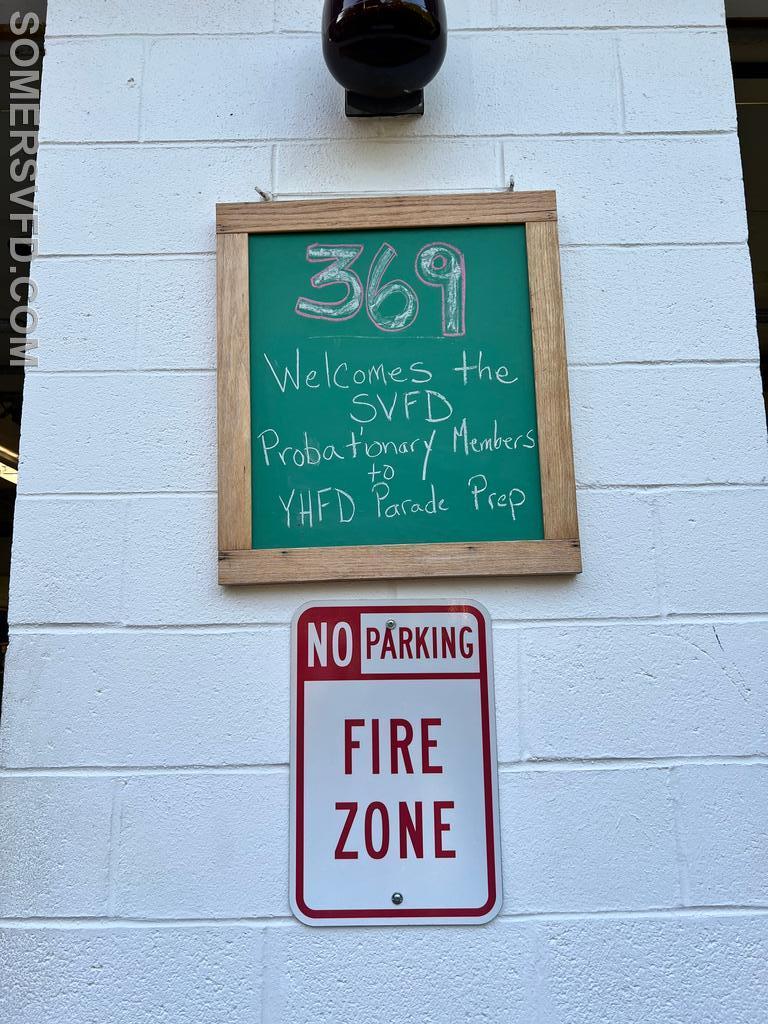 SOMERSVFD.COM
369
Welcomes the
SVFD
Probationary Members
to
YHFD Parade Prep
NO PARKING
FIRE
ZONE